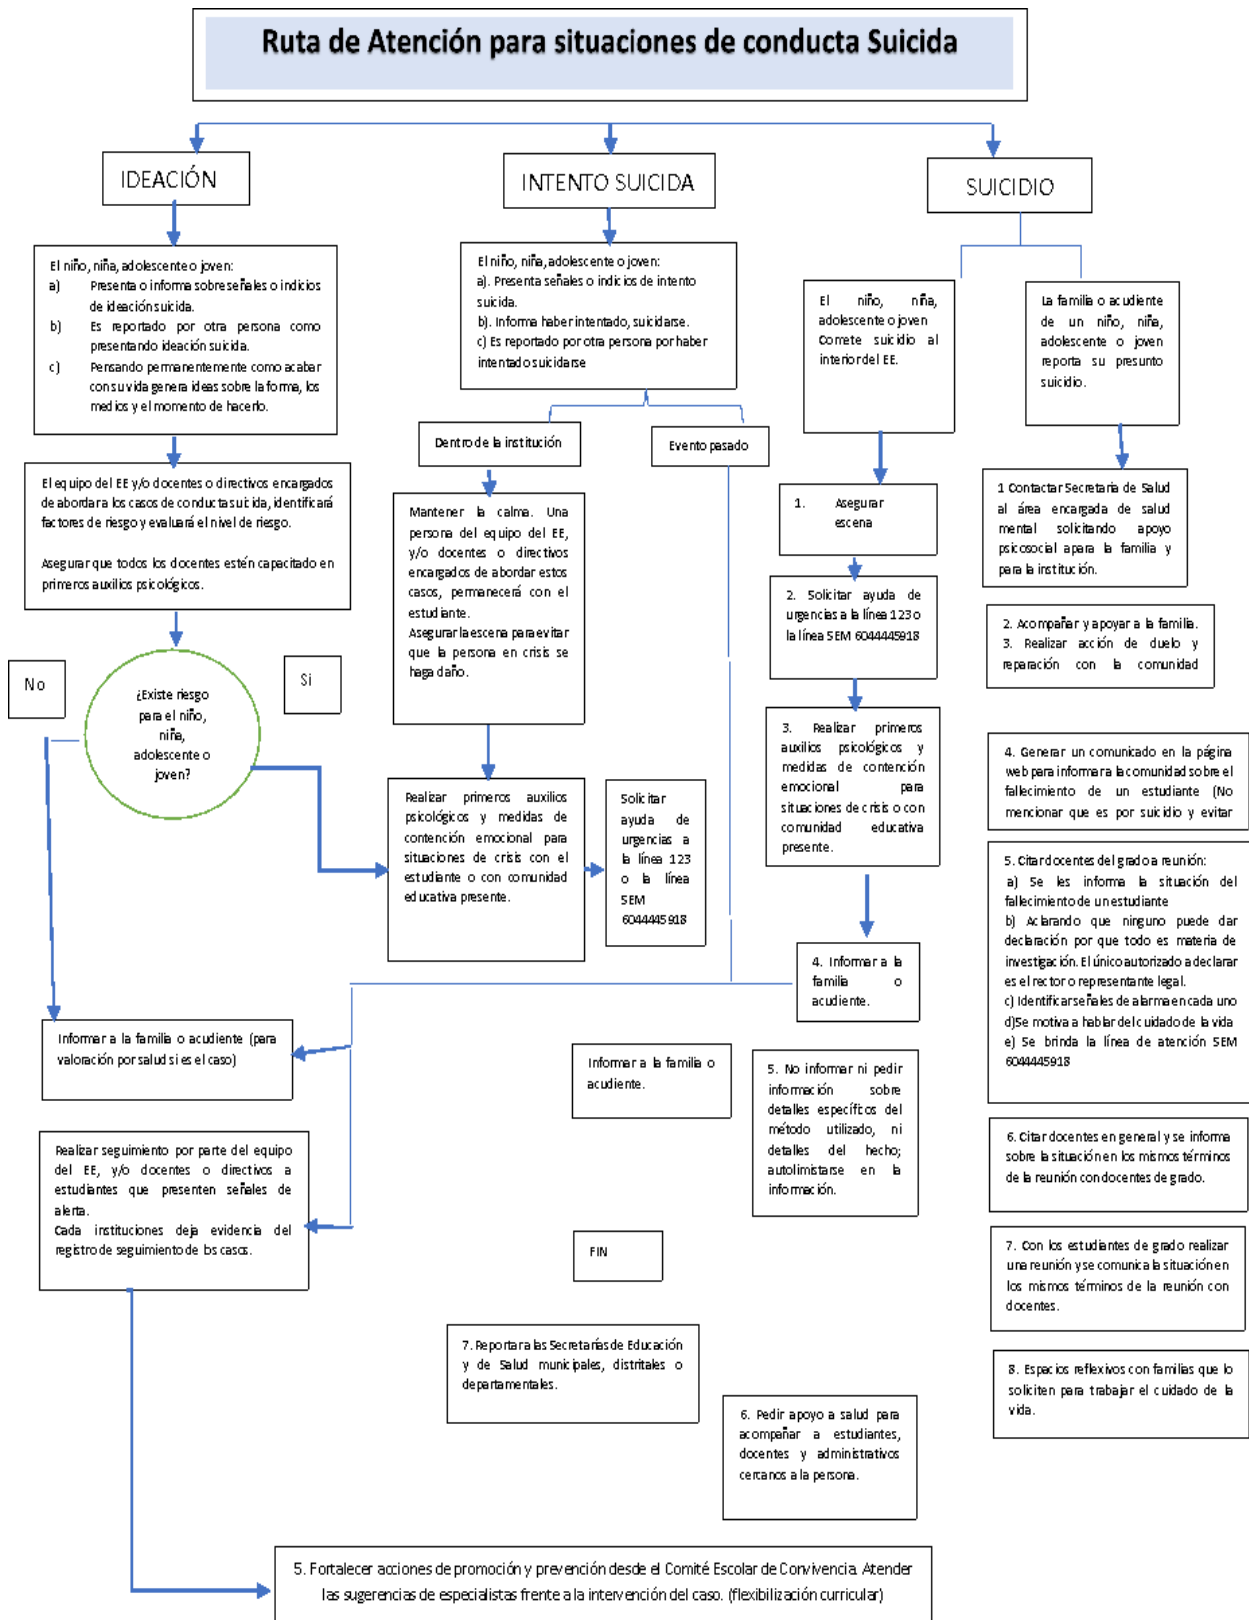 Ruta de Atención para situaciones de conducta Suicida
IDEACIÓN
INTENTO SUICIDA
SUICIDIO
El niño, niña, adolescente o joven:
a) Presenta o informa sobre señales o indicios
de ideación suicida.
b) Es reportado por otra persona como
presentando ideación suicida.
c) Pensando permanentemente como acabar
con su vida genera ideas sobre la forma, los
medios y el momento de hacerlo.
El niño, niña, adolescente o joven:
a). Presenta señales o indicios de intento
suicida.
b). Informa haber intentado, suicidarse.
c) Es reportado por otra persona por haber
intentado suicidarse
El niño, niña,
adolescente o joven
Comete suicidio al
interior del EE.
La familia o acudiente
de un niño, niña,
adolescente o joven
reporta su presunto
suicidio.
Dentro de la institución
Evento pasado
El equipo del EE y/o docentes o directivos encargados
de abordar a los casos de conducta suicida, identificará
factores de riesgo y evaluará el nivel de riesgo.
Asegurar que todos los docentes estén capacitado en
primeros auxilios psicológicos.
Mantener la calma. Una
persona del equipo del EE,
y/o docentes o directivos
encargados de abordar estos
casos, permanecerá con el
estudiante.
Asegurar la escena para evitar
que la persona en crisis se
haga daño.
1. Asegurar
escena
1 Contactar Secretaria de Salud
al área encargada de salud
mental solicitando apoyo
psicosocial apara la familia y
para la institución.
2. Solicitar ayuda de
urgencias a la línea 123 o
la línea SEM 6044445918
2. Acompañar y apoyar a la familia.
3. Realizar acción de duelo y
reparación con la comunidad
No
Si
¿Existe riesgo
para el niño,
niña,
adolescente o
joven?
3. Realizar primeros
auxilios psicológicos y
medidas de contención
emocional para
situaciones de crisis o con
comunidad educativa
presente.
4. Generar un comunicado en la página
web para informar a la comunidad sobre el
fallecimiento de un estudiante (No
mencionar que es por suicidio y evitar
Realizar primeros auxilios
psicológicos y medidas de
contención emocional para
situaciones de crisis con el
estudiante o con comunidad
educativa presente.
Solicitar
ayuda de
urgencias a
la línea 123
o la línea
SEM
6044445918
5. Citar docentes del grado a reunión:
a) Se les informa la situación del
fallecimiento de un estudiante
b) Aclarando que ninguno puede dar
declaración por que todo es materia de
investigación. El único autorizado a declarar
es el rector o representante legal.
c) Identificar señales de alarma en cada uno
d)Se motiva a hablar del cuidado de la vida
e) Se brinda la línea de atención SEM
6044445918
4. Informar a la
familia o
acudiente.
Informar a la familia o acudiente (para
valoración por salud si es el caso)
Informar a la familia o
acudiente.
5. No informar ni pedir
información sobre
detalles específicos del
método utilizado, ni
detalles del hecho;
autolimistarse en la
información.
Realizar seguimiento por parte del equipo
del EE, y/o docentes o directivos a
estudiantes que presenten señales de
alerta.
Cada instituciones deja evidencia del
registro de seguimiento de los casos.
6. Citar docentes en general y se informa
sobre la situación en los mismos términos
de la reunión con docentes de grado.
FIN
7. Con los estudiantes de grado realizar
una reunión y se comunica la situación en
los mismos términos de la reunión con
docentes.
7. Reportar a las Secretarías de Educación
y de Salud municipales, distritales o
departamentales.
8. Espacios reflexivos con familias que lo
soliciten para trabajar el cuidado de la
vida.
6. Pedir apoyo a salud para
acompañar a estudiantes,
docentes y administrativos
cercanos a la persona.
5. Fortalecer acciones de promoción y prevención desde el Comité Escolar de Convivencia. Atender
las sugerencias de especialistas frente a la intervención del caso. (flexibilización curricular)